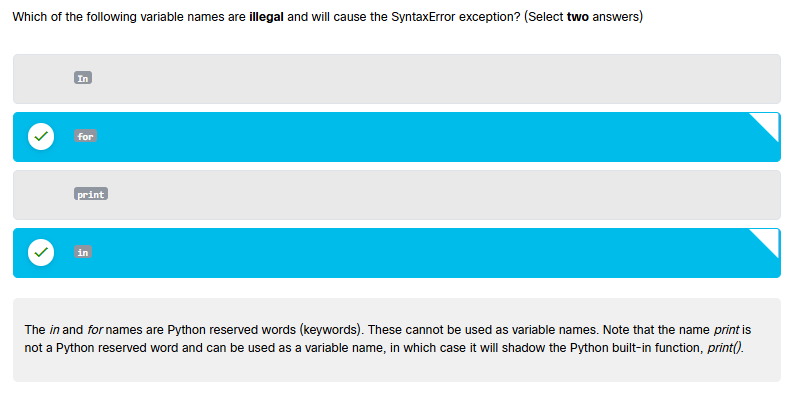 Which of the following variable names are illegal and will cause the SyntaxError exception? (Select two answers)
In
for
print
in
The in and for names are Python reserved words (keywords). These cannot be used as variable names. Note that the name print is
not a Python reserved word and can be used as a variable name, in which case it will shadow the Python built-in function, print().